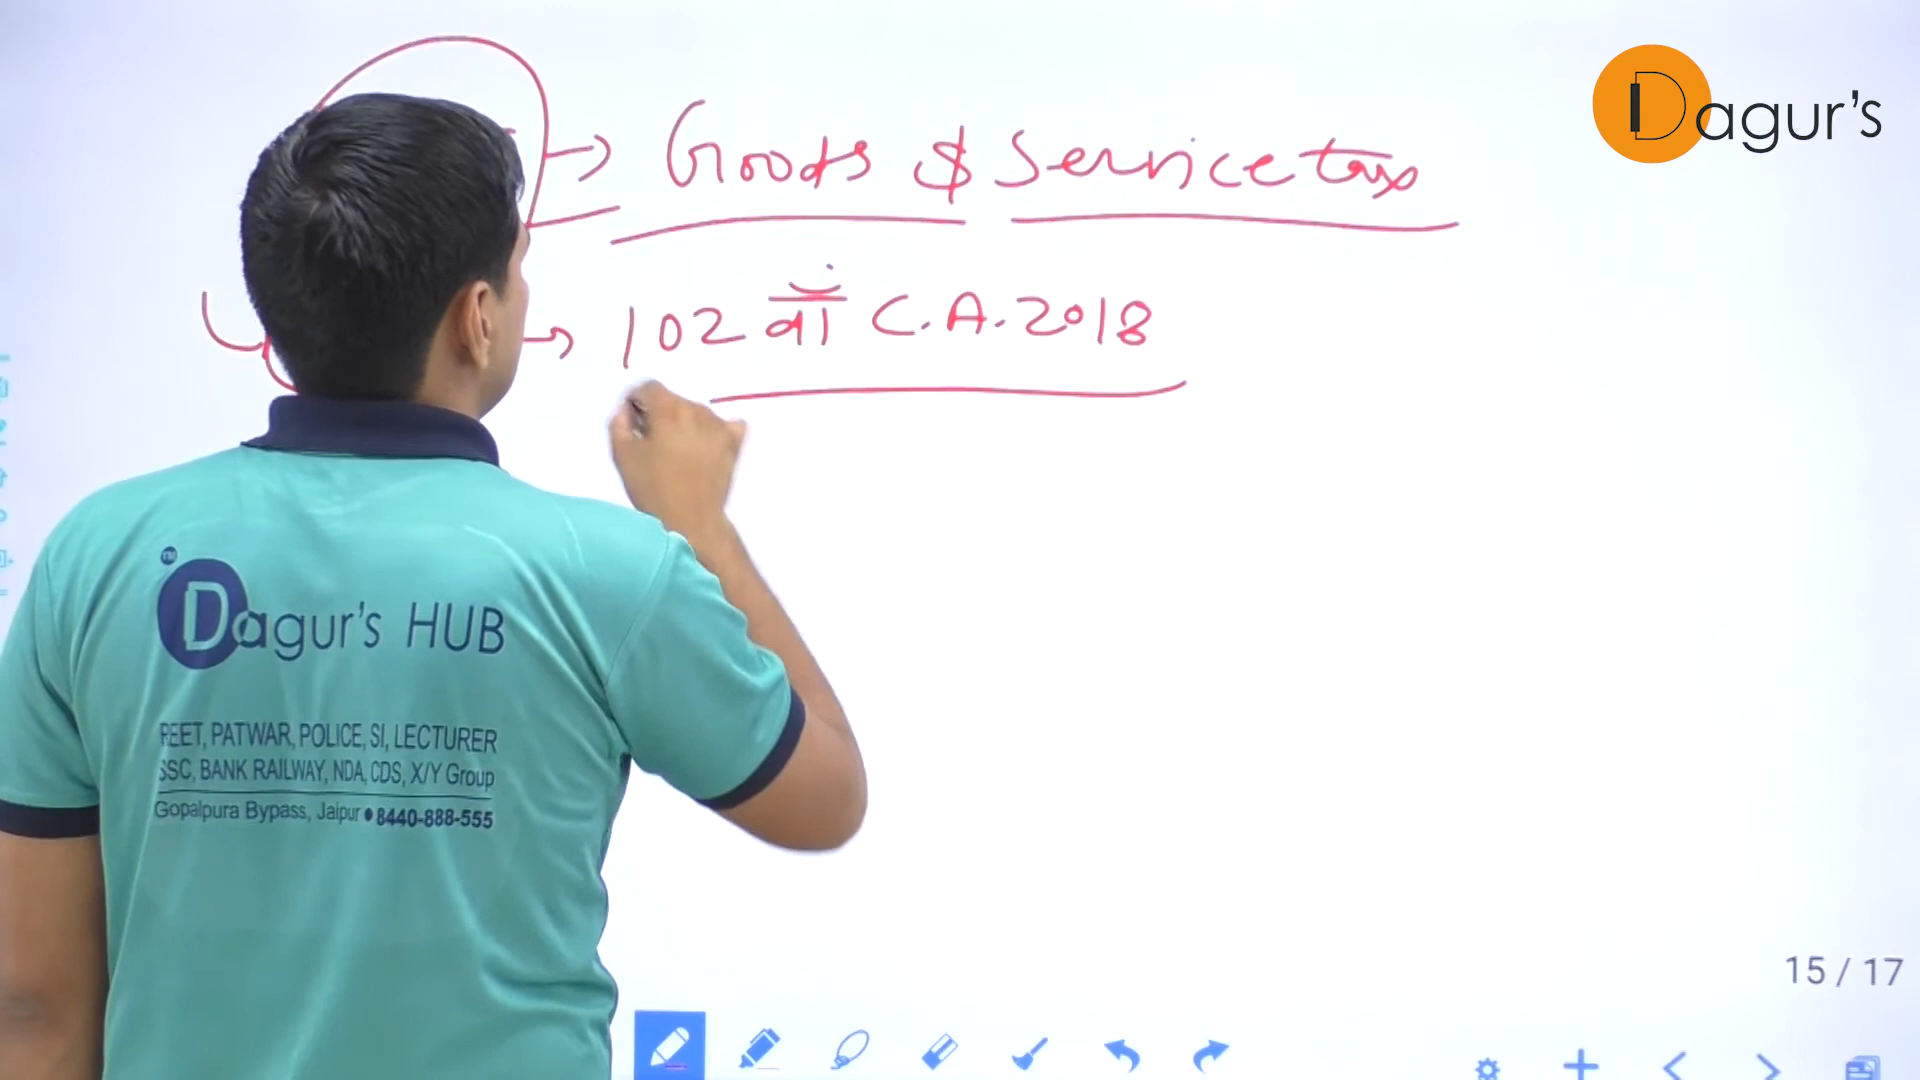 Dagur's
Goods & Service tax
102 वाँ C.A. 2018
TM
Dagur's HUB
REET, PATWAR, POLICE, SI, LECTURER
SSC, BANK RAILWAY, NDA, CDS, X/Y Group
Gopalpura Bypass, Jaipur • 8440-888-555
15 / 17